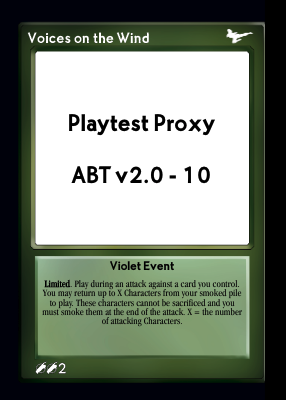 Voices on the Wind
Playtest Proxy
ABT v2.0 - 10
Violet Event
Limited. Play during an attack against a card you control.
You may return up to X Characters from your smoked pile
to play. These characters cannot be sacrificed and you
must smoke them at the end of the attack. X = the number
of attacking Characters.
2